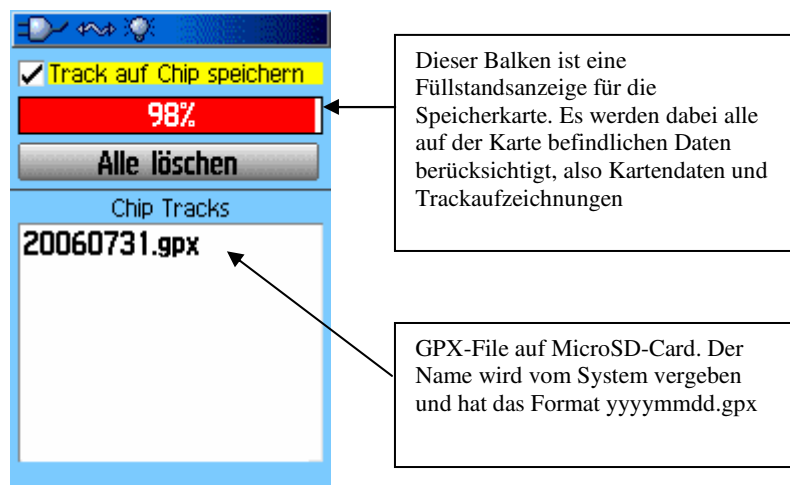 Track auf Chip speichern
98%
Alle löschen
Chip Tracks
20060731.gpx
Dieser Balken ist eine
Füllstandsanzeige für die
Speicherkarte. Es werden dabei alle
auf der Karte befindlichen Daten
berücksichtigt, also Kartendaten und
Trackaufzeichnungen
GPX-File auf MicroSD-Card. Der
Name wird vom System vergeben
und hat das Format yyyymmdd.gpx